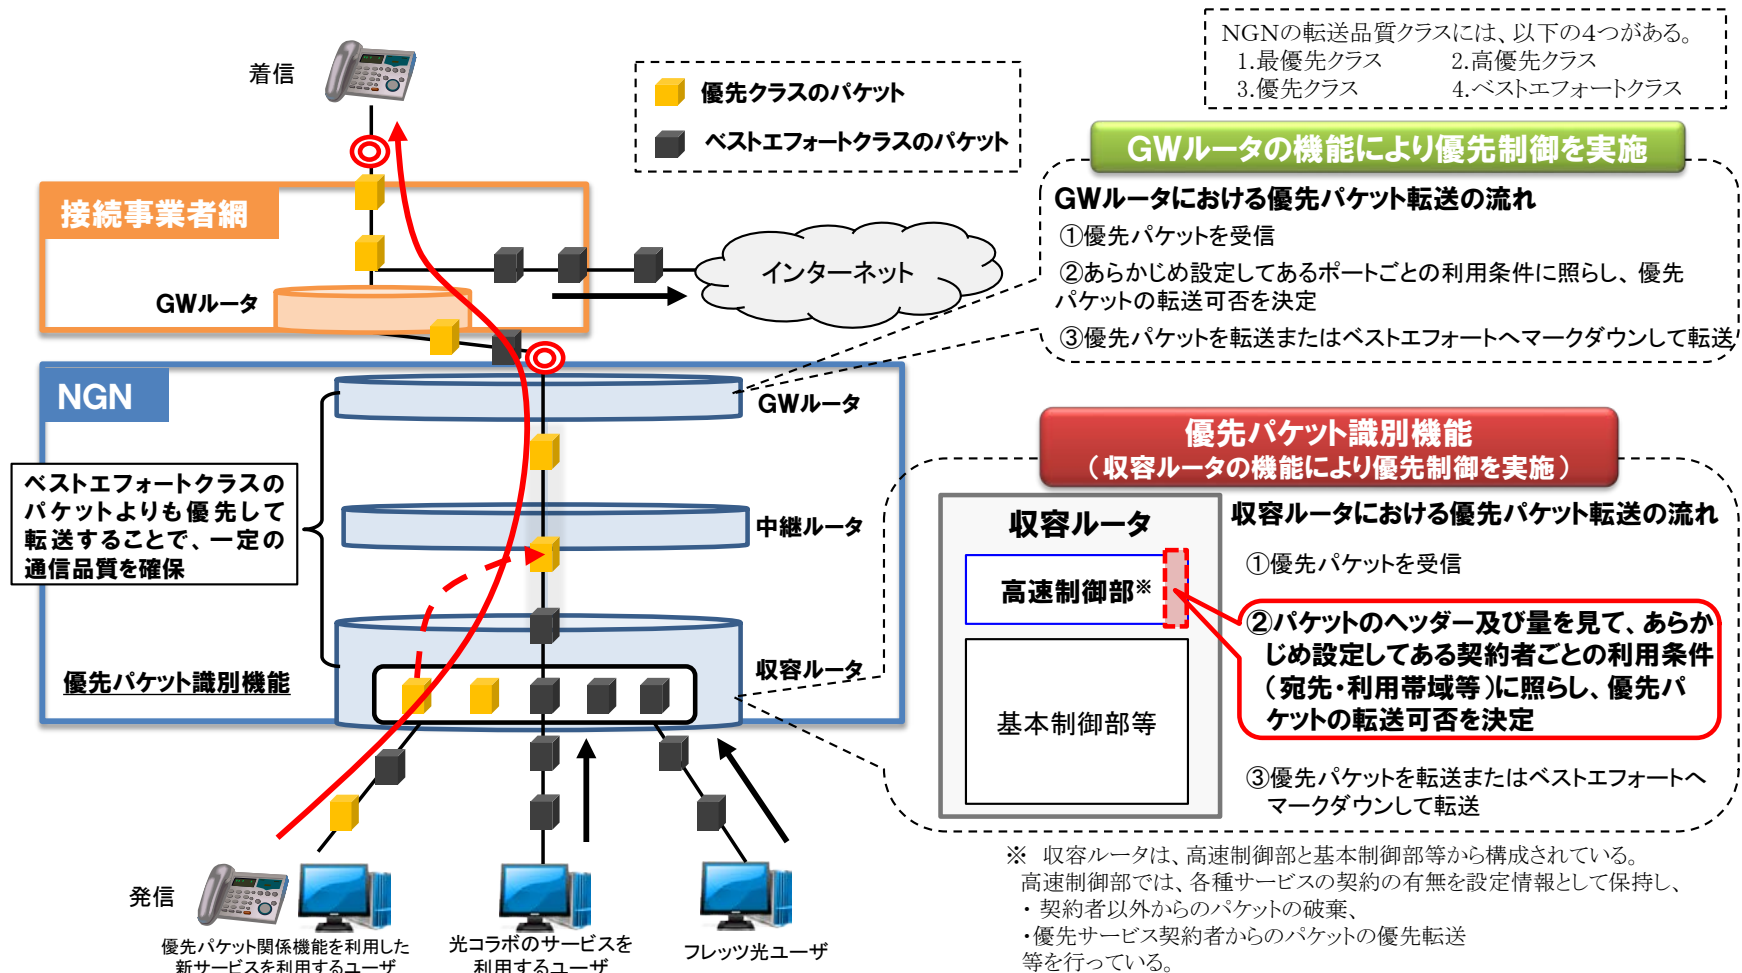 NGNの転送品質クラスには、以下の4つがある。
1.最優先クラス 2.高優先クラス
3.優先クラス 4.ベストエフォートクラス
着信
優先クラスのパケット
ベストエフォートクラスのパケット
GWルータの機能により優先制御を実施
GWルータにおける優先パケット転送の流れ
①優先パケットを受信
②あらかじめ設定してあるポートごとの利用条件に照らし、優先
パケットの転送可否を決定
③優先パケットを転送またはベストエフォートへマークダウンして転送
接続事業者網
インターネット
GWルータ
NGN
GWルータ
ベストエフォートクラスの
パケットよりも優先して
転送することで、一定の
通信品質を確保
中継ルータ
収容ルータ
優先パケット識別機能
優先パケット識別機能
(収容ルータの機能により優先制御を実施)
収容ルータ
高速制御部※
基本制御部等
収容ルータにおける優先パケット転送の流れ
①優先パケットを受信
②パケットのヘッダー及び量を見て、あらか
じめ設定してある契約者ごとの利用条件
(宛先・利用帯域等)に照らし、優先パ
ケットの転送可否を決定
③優先パケットを転送またはベストエフォートへ
マークダウンして転送
※ 収容ルータは、高速制御部と基本制御部等から構成されている。
高速制御部では、各種サービスの契約の有無を設定情報として保持し、
・契約者以外からのパケットの破棄、
・優先サービス契約者からのパケットの優先転送
等を行っている。
発信
優先パケット関係機能を利用した
新サービスを利用するユーザ
光コラボのサービスを
利用するユーザ
フレッツ光ユーザ